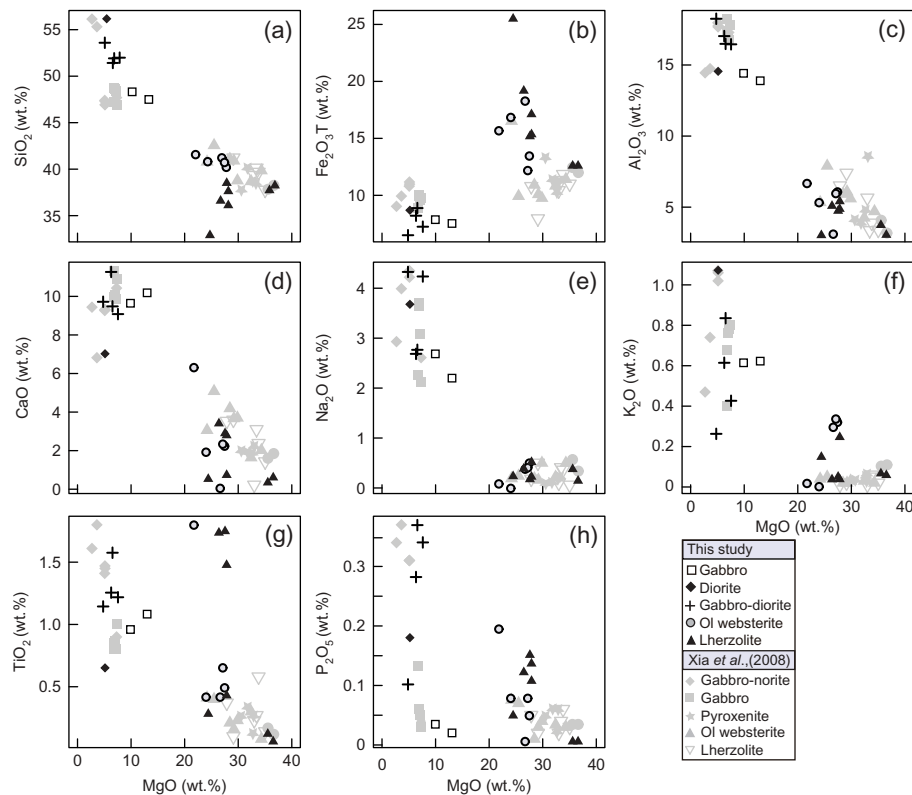 (a)
SiO2 (wt.%)
55
50
45
40
35
(b)
Fe2O3T (wt.%)
25
20
15
10
(c)
Al2O3 (wt.%)
15
10
5
(d)
CaO (wt.%)
10
8
6
4
2
0
(e)
Na2O (wt.%)
4
3
2
1
0
(f)
K2O (wt.%)
1.0
0.8
0.6
0.4
0.2
0
0 10 20 30 40
MgO (wt.%)
(g)
TiO2 (wt.%)
1.5
1.0
0.5
0 10 20 30 40
MgO (wt.%)
(h)
P2O5 (wt.%)
0.3
0.2
0.1
0
0 10 20 30 40
MgO (wt.%)
This study
Gabbro
Diorite
Gabbro-diorite
Ol websterite
Lherzolite
Xia et al.,(2008)
Gabbro-norite
Gabbro
Pyroxenite
Ol websterite
Lherzolite